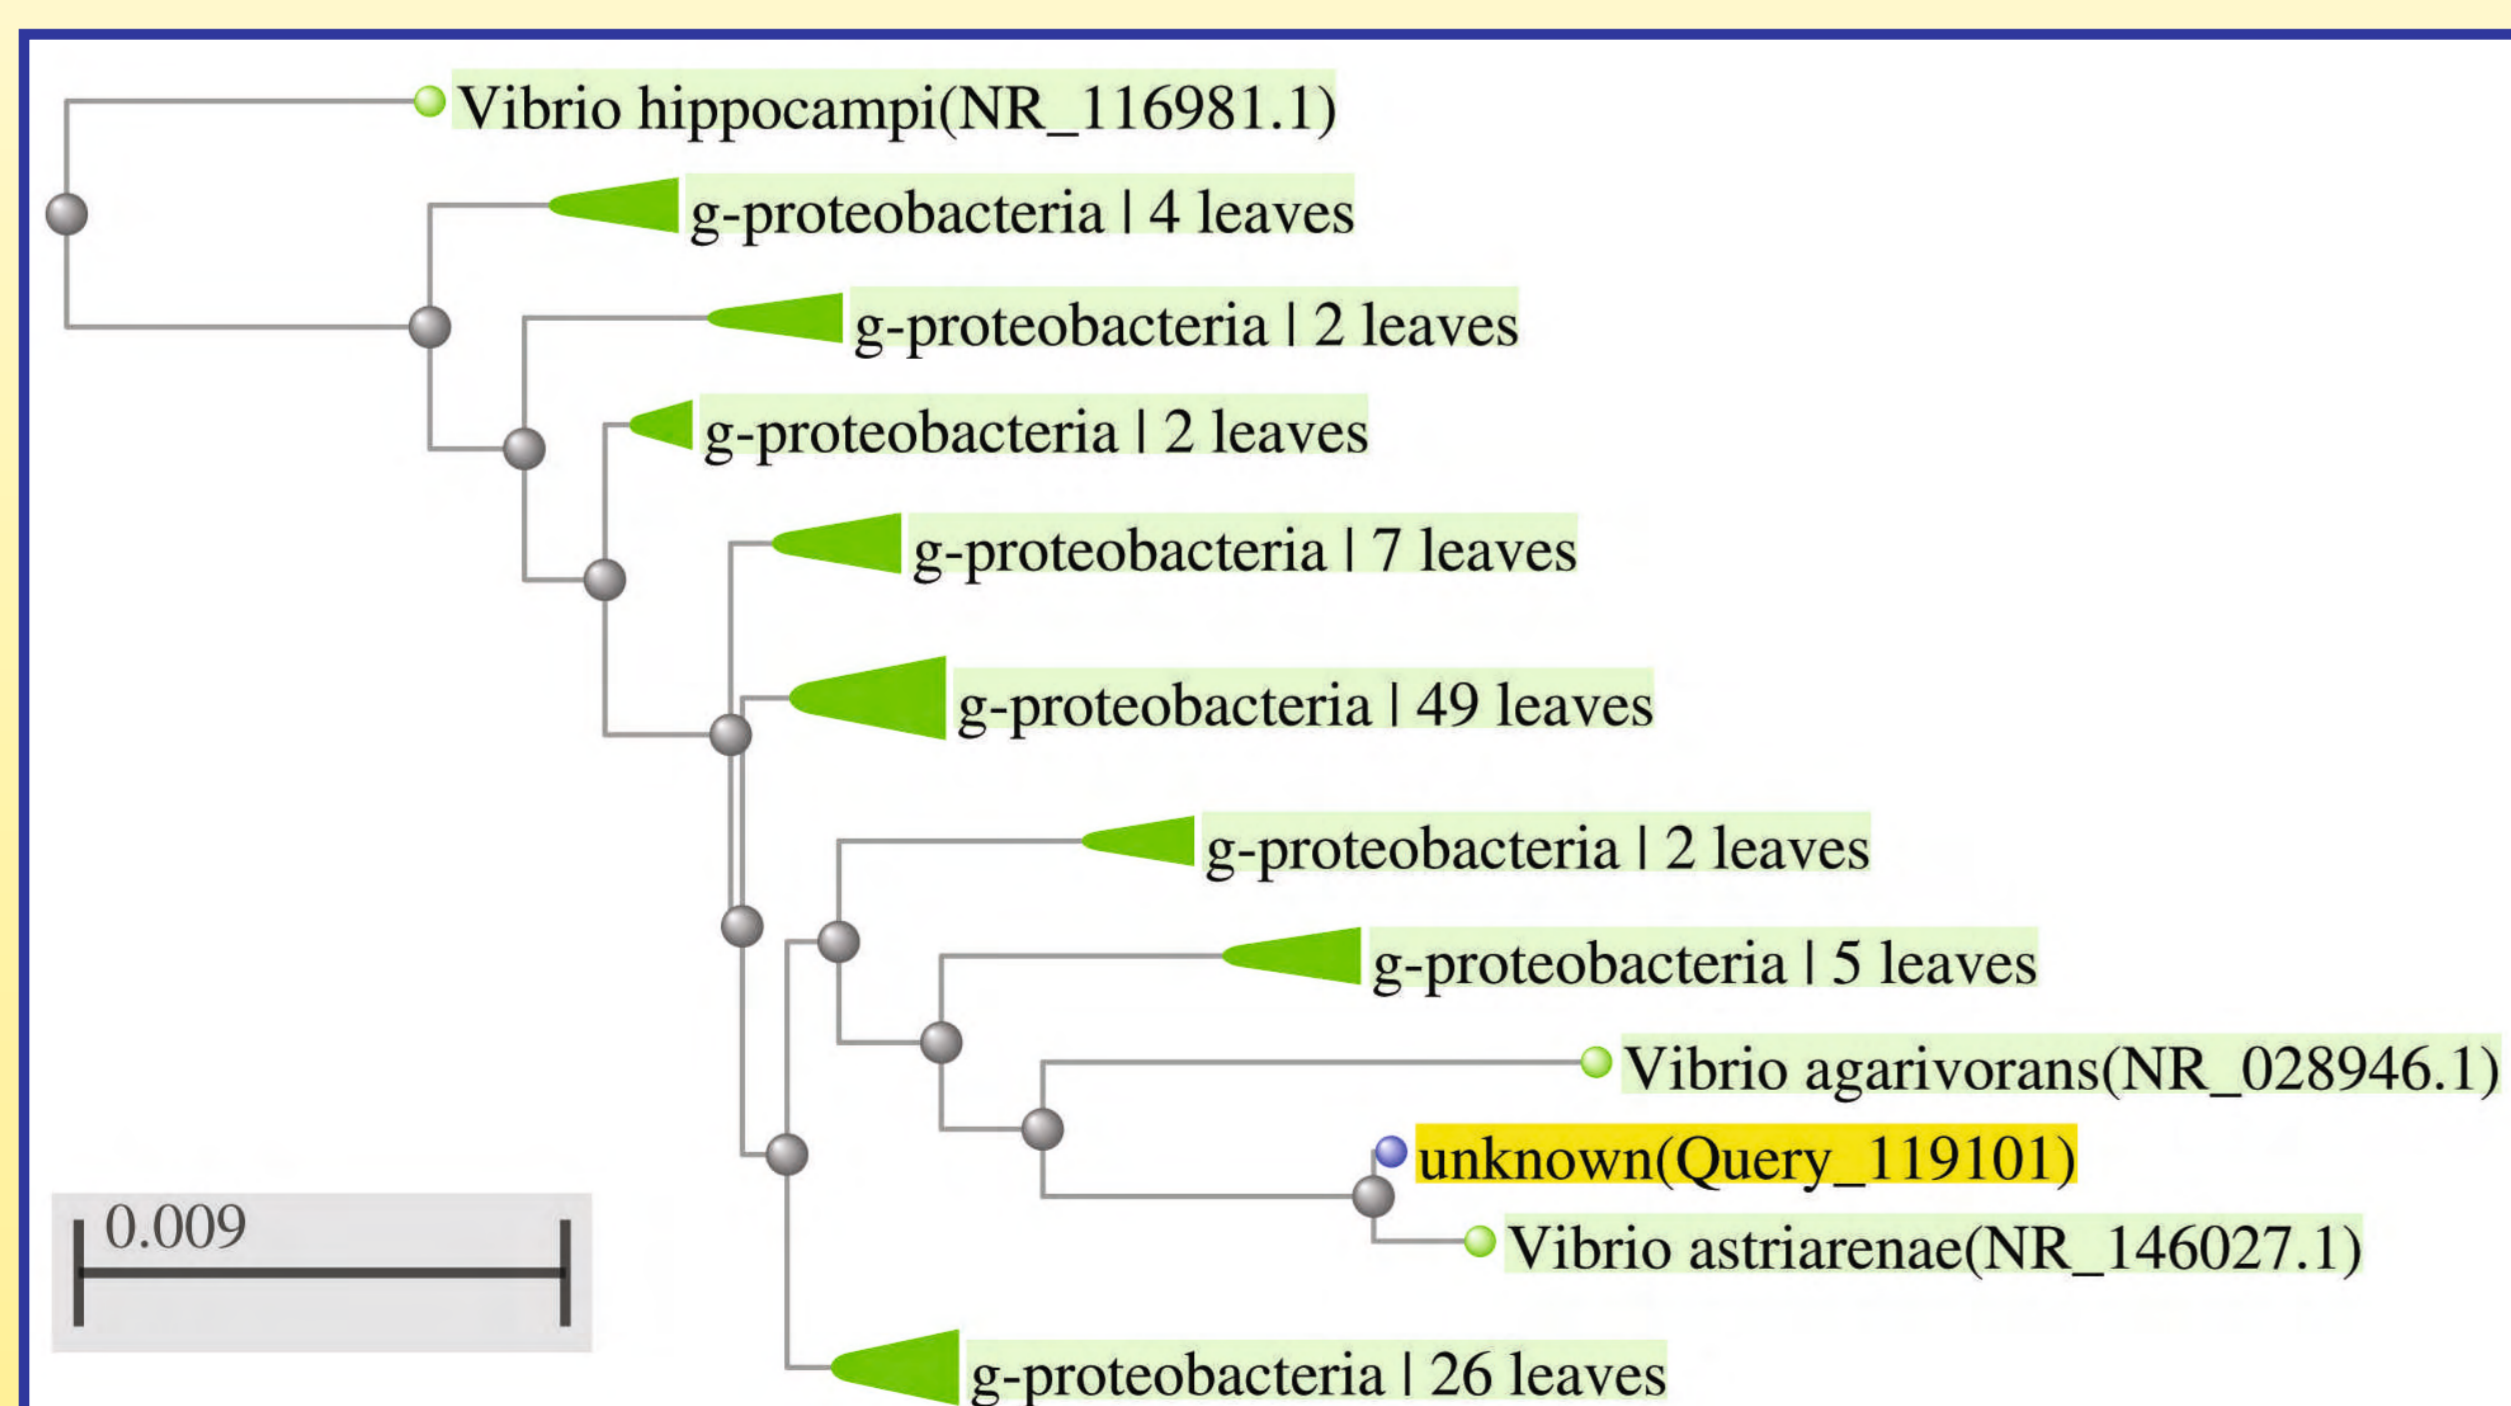 Vibrio hippocampi(NR_116981.1)
g-proteobacteria | 4 leaves
g-proteobacteria | 2 leaves
g-proteobacteria | 2 leaves
g-proteobacteria | 7 leaves
g-proteobacteria | 49 leaves
g-proteobacteria | 2 leaves
g-proteobacteria | 5 leaves
Vibrio agarivorans(NR_028946.1)
unknown(Query_119101)
Vibrio astriarenae(NR_146027.1)
0.009
g-proteobacteria | 26 leaves